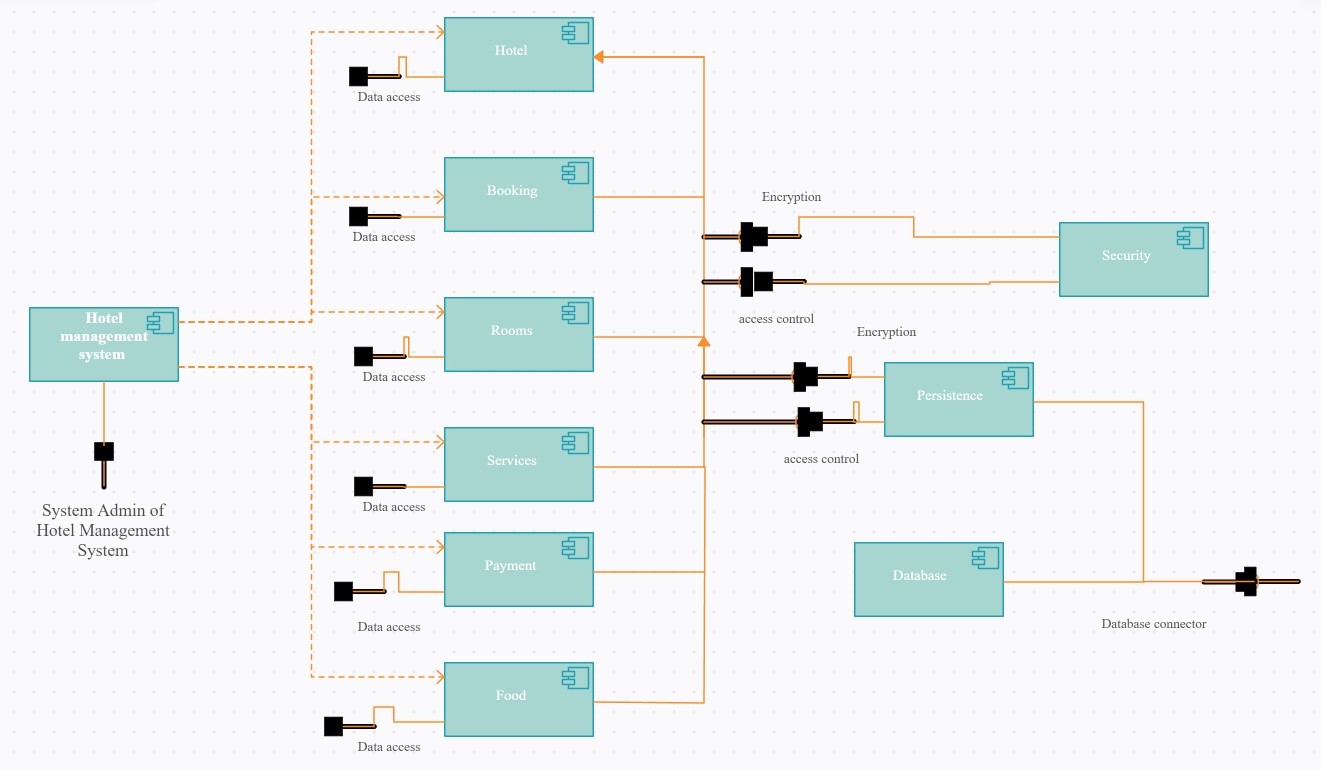 Hotel
Data access
Booking
Data access
Encryption
Security
access control
Hotel
management
system
Rooms
Data access
Encryption
Persistence
access control
Services
Data access
System Admin of
Hotel Management
System
Payment
Data access
Database
Database connector
Food
Data access